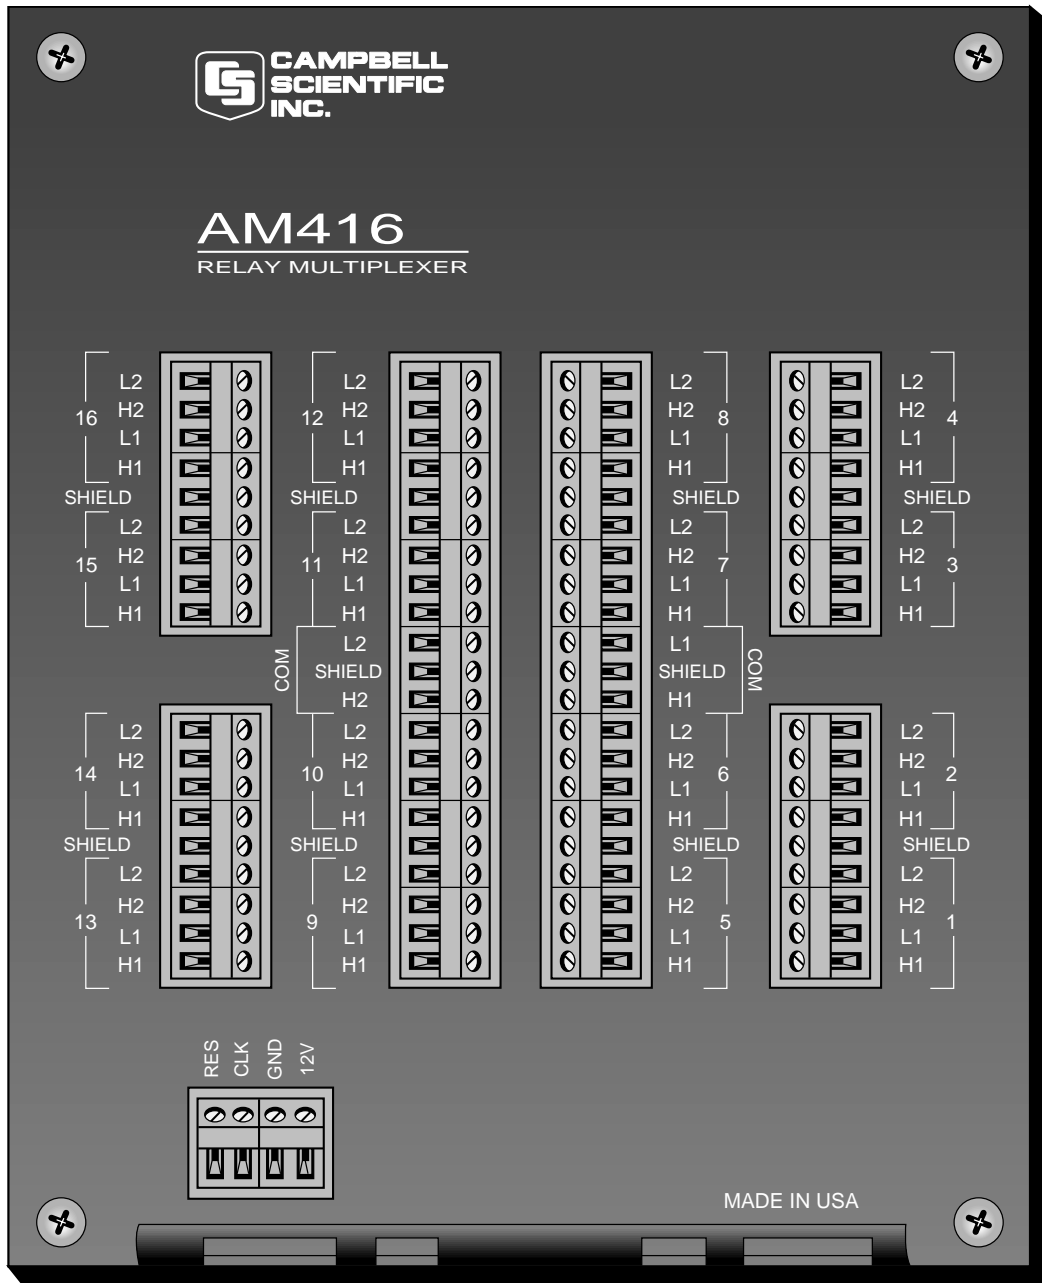 CAMPBELL
SCIENTIFIC
INC.
AM416
RELAY MULTIPLEXER
16
L2
H2
L1
H1
SHIELD
15
L2
H2
L1
H1
14
L2
H2
L1
H1
SHIELD
13
L2
H2
L1
H1
12
L2
H2
L1
H1
SHIELD
11
L2
H2
L1
H1
COM
L2
SHIELD
H2
10
L2
H2
L1
H1
SHIELD
9
L2
H2
L1
H1
L2
H2
L1
H1
8
SHIELD
L2
H2
L1
H1
7
L1
SHIELD
H1
COM
L2
H2
L1
H1
6
SHIELD
L2
H2
L1
H1
5
L2
H2
L1
H1
4
SHIELD
L2
H2
L1
H1
3
L2
H2
L1
H1
2
SHIELD
L2
H2
L1
H1
1
RES
CLK
GND
12V
MADE IN USA